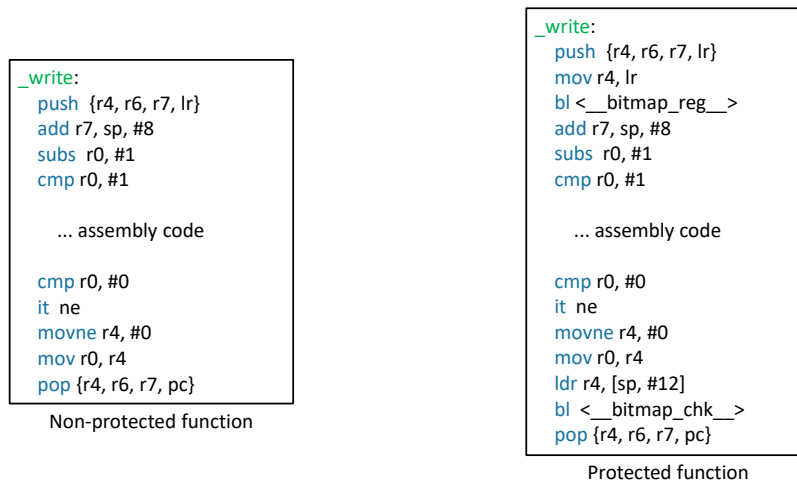 _write:
push {r4, r6, r7, lr}
add r7, sp, #8
subs r0, #1
cmp r0, #1
... assembly code
cmp r0, #0
it ne
movne r4, #0
mov r0, r4
pop {r4, r6, r7, pc}
Non-protected function
_write:
push {r4, r6, r7, lr}
mov r4, lr
bl <__bitmap_reg__>
add r7, sp, #8
subs r0, #1
cmp r0, #1
... assembly code
cmp r0, #0
it ne
movne r4, #0
mov r0, r4
ldr r4, [sp, #12]
bl <__bitmap_chk__>
pop {r4, r6, r7, pc}
Protected function